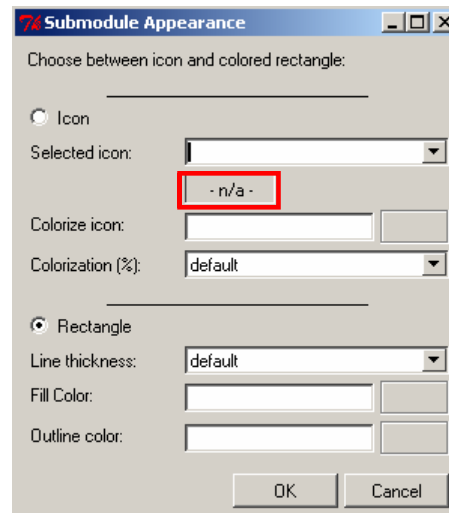 Submodule Appearance
Choose between icon and colored rectangle:
Icon
Selected icon:
- n/a -
Colorize icon:
Colorization (%): default
Rectangle
Line thickness: default
Fill Color:
Outline color:
OK Cancel